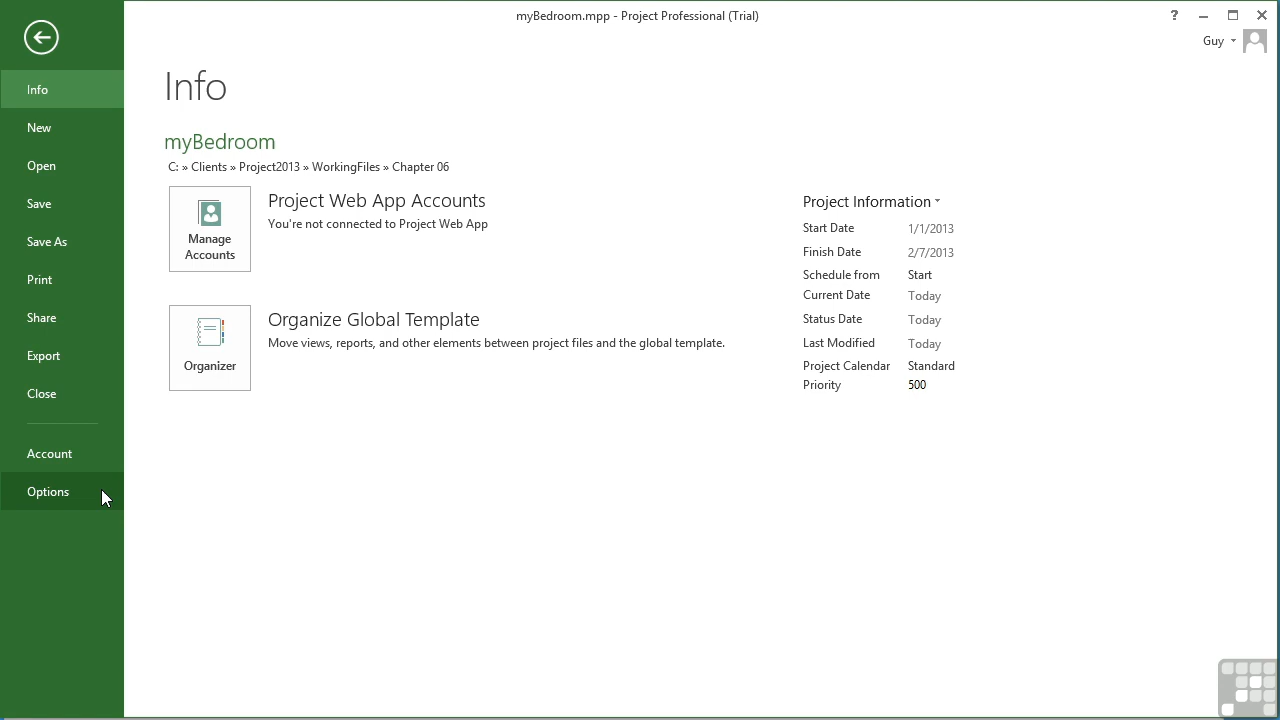 myBedroom.mpp - Project Professional (Trial)
?
Guy
Info
New
Open
Save
Save As
Print
Share
Export
Close
Account
Options
Info
myBedroom
C: » Clients » Project2013 » WorkingFiles » Chapter 06
Manage Accounts
Project Web App Accounts
You're not connected to Project Web App
Organizer
Organize Global Template
Move views, reports, and other elements between project files and the global template.
Project Information
Start Date 1/1/2013
Finish Date 2/7/2013
Schedule from Start
Current Date Today
Status Date Today
Last Modified Today
Project Calendar Standard
Priority 500